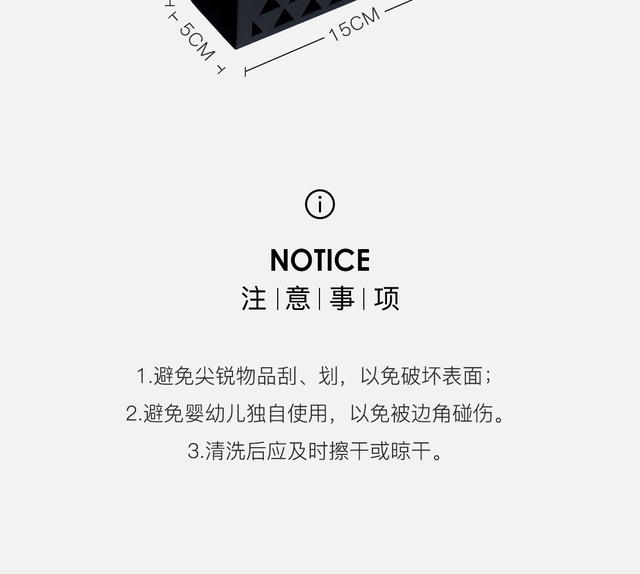 5CM
15CM
NOTICE
注|意|事|项
1.避免尖锐物品刮、划，以免破坏表面；
2.避免婴幼儿独自使用，以免被边角碰伤。
3.清洗后应及时擦干或晾干。